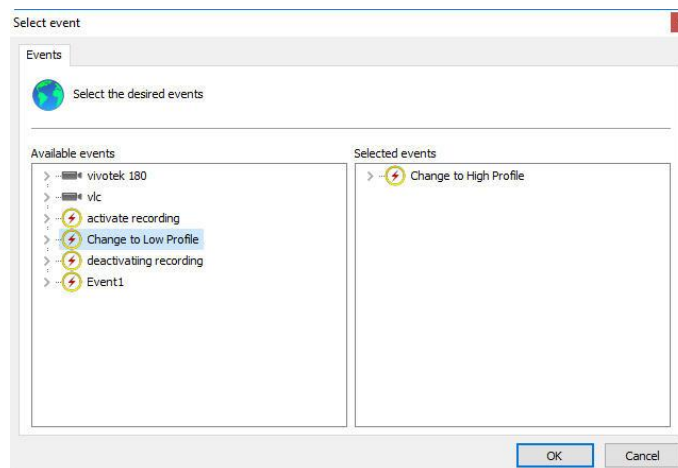 Select event
Events
Select the desired events
Available events
Selected events
vivotek 180
vlc
activate recording
Change to Low Profile
deactivatiing recording
Event1
Change to High Profile
OK
Cancel